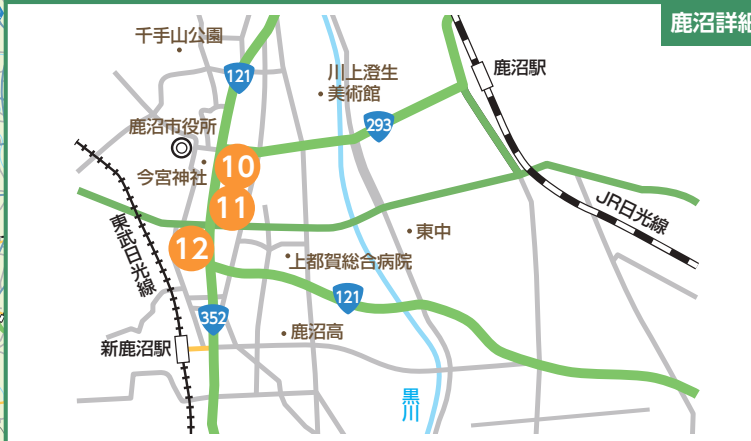 鹿沼詳細
千手山公園
121
川上澄生
美術館
鹿沼駅
293
鹿沼市役所
今宮神社
10
11
12
JR日光線
東武日光線
東中
上都賀総合病院
121
352
鹿沼高
新鹿沼駅
黒川